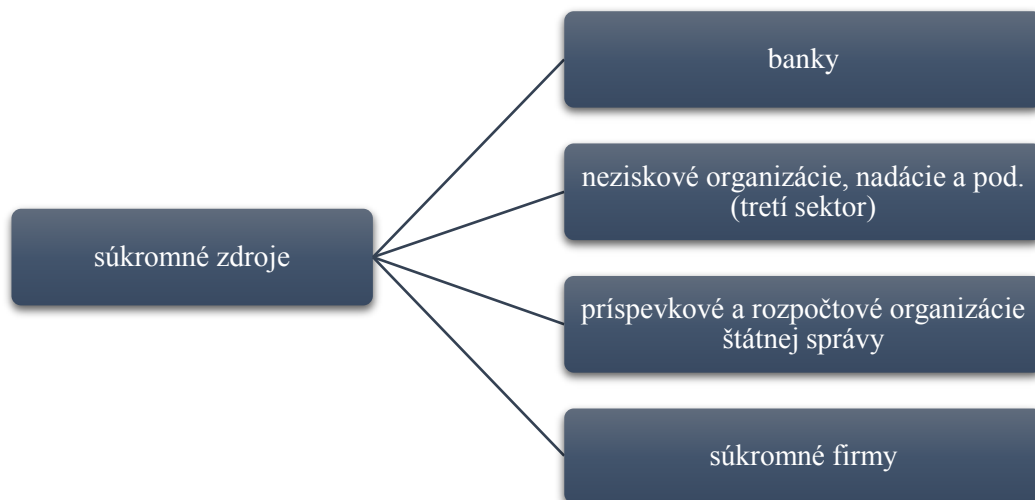 banky
neziskové organizácie, nadácie a pod.
(tretí sektor)
súkromné zdroje
príspevkové a rozpočtové organizácie
štátnej správy
súkromné firmy